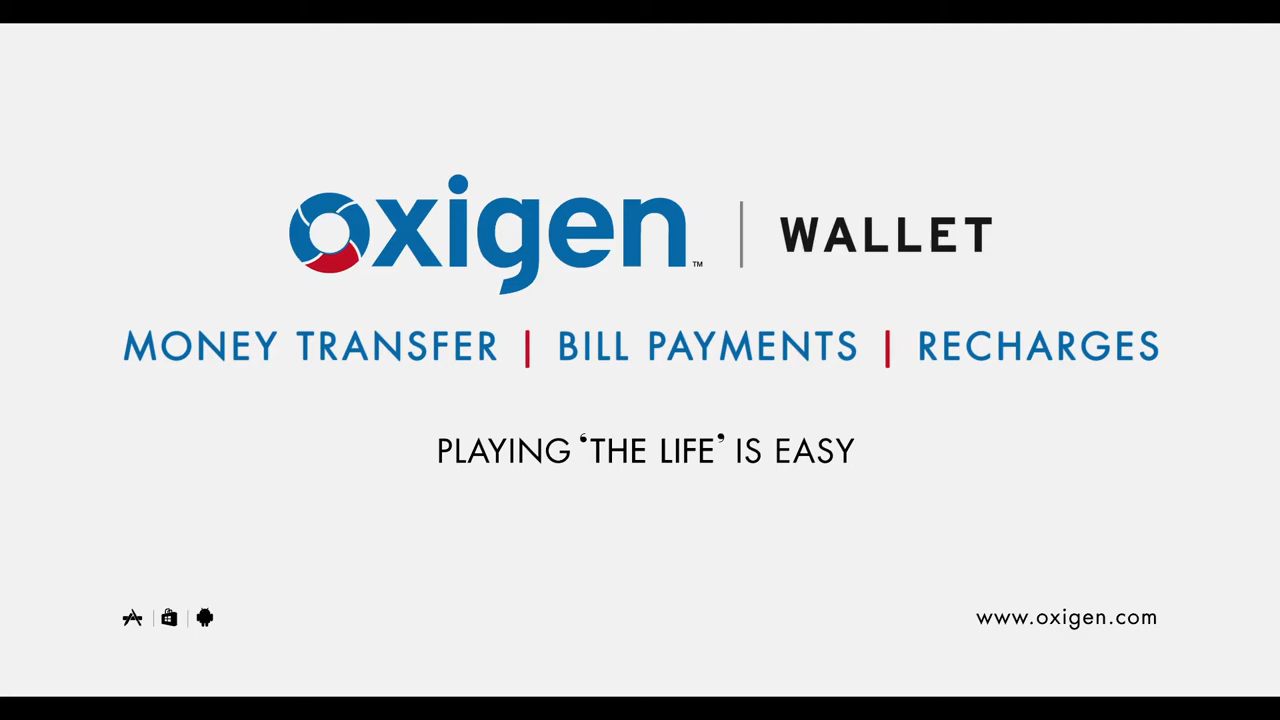 oxigen™ | WALLET
MONEY TRANSFER | BILL PAYMENTS | RECHARGES
PLAYING ‘THE LIFE’ IS EASY
www.oxigen.com